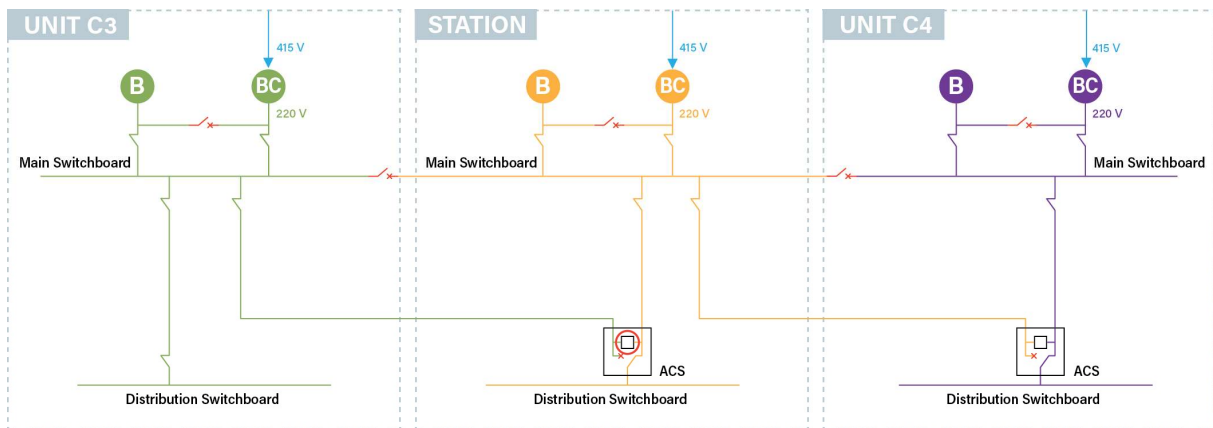 UNIT C3
STATION
UNIT C4
415 V
415 V
415 V
B
BC
B
BC
B
BC
220 V
220 V
220 V
Main Switchboard
Main Switchboard
Main Switchboard
ACS
ACS
Distribution Switchboard
Distribution Switchboard
Distribution Switchboard